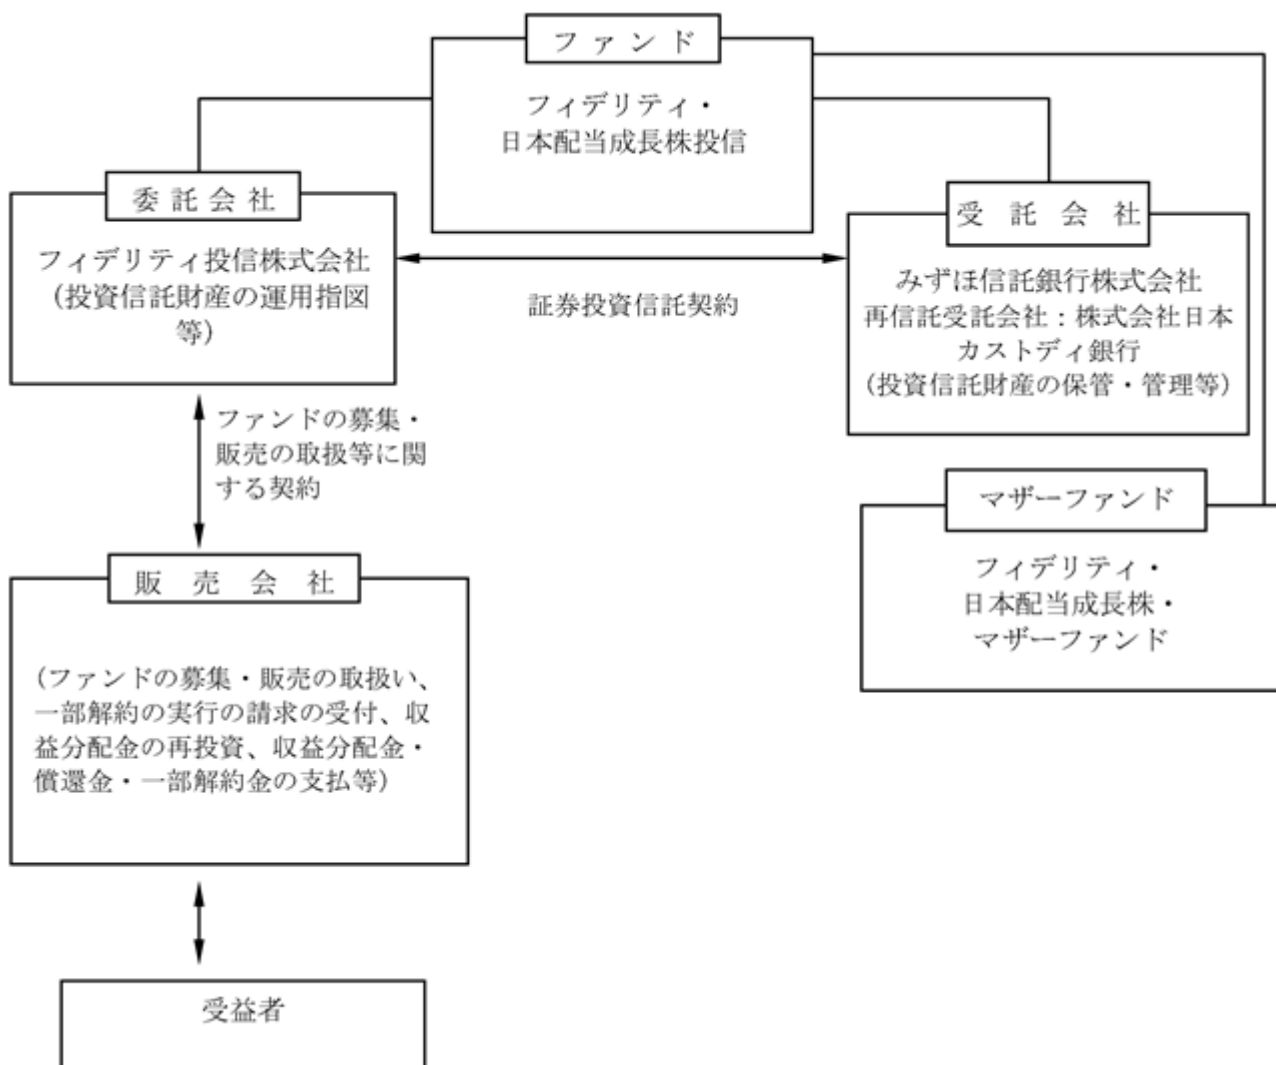 ファンド
フィデリティ・
日本配当成長株投信
委託会社
フィデリティ投信株式会社
(投資信託財産の運用指図
等)
証券投資信託契約
受託会社
みずほ信託銀行株式会社
再信託受託会社:株式会社日本
カストディ銀行
(投資信託財産の保管・管理等)
ファンドの募集・
販売の取扱等に関
する契約
マザーファンド
フィデリティ・
日本配当成長株・
マザーファンド
販売会社
(ファンドの募集・販売の取扱い、
一部解約の実行の請求の受付、収
益分配金の再投資、収益分配金・
償還金・一部解約金の支払等)
受益者